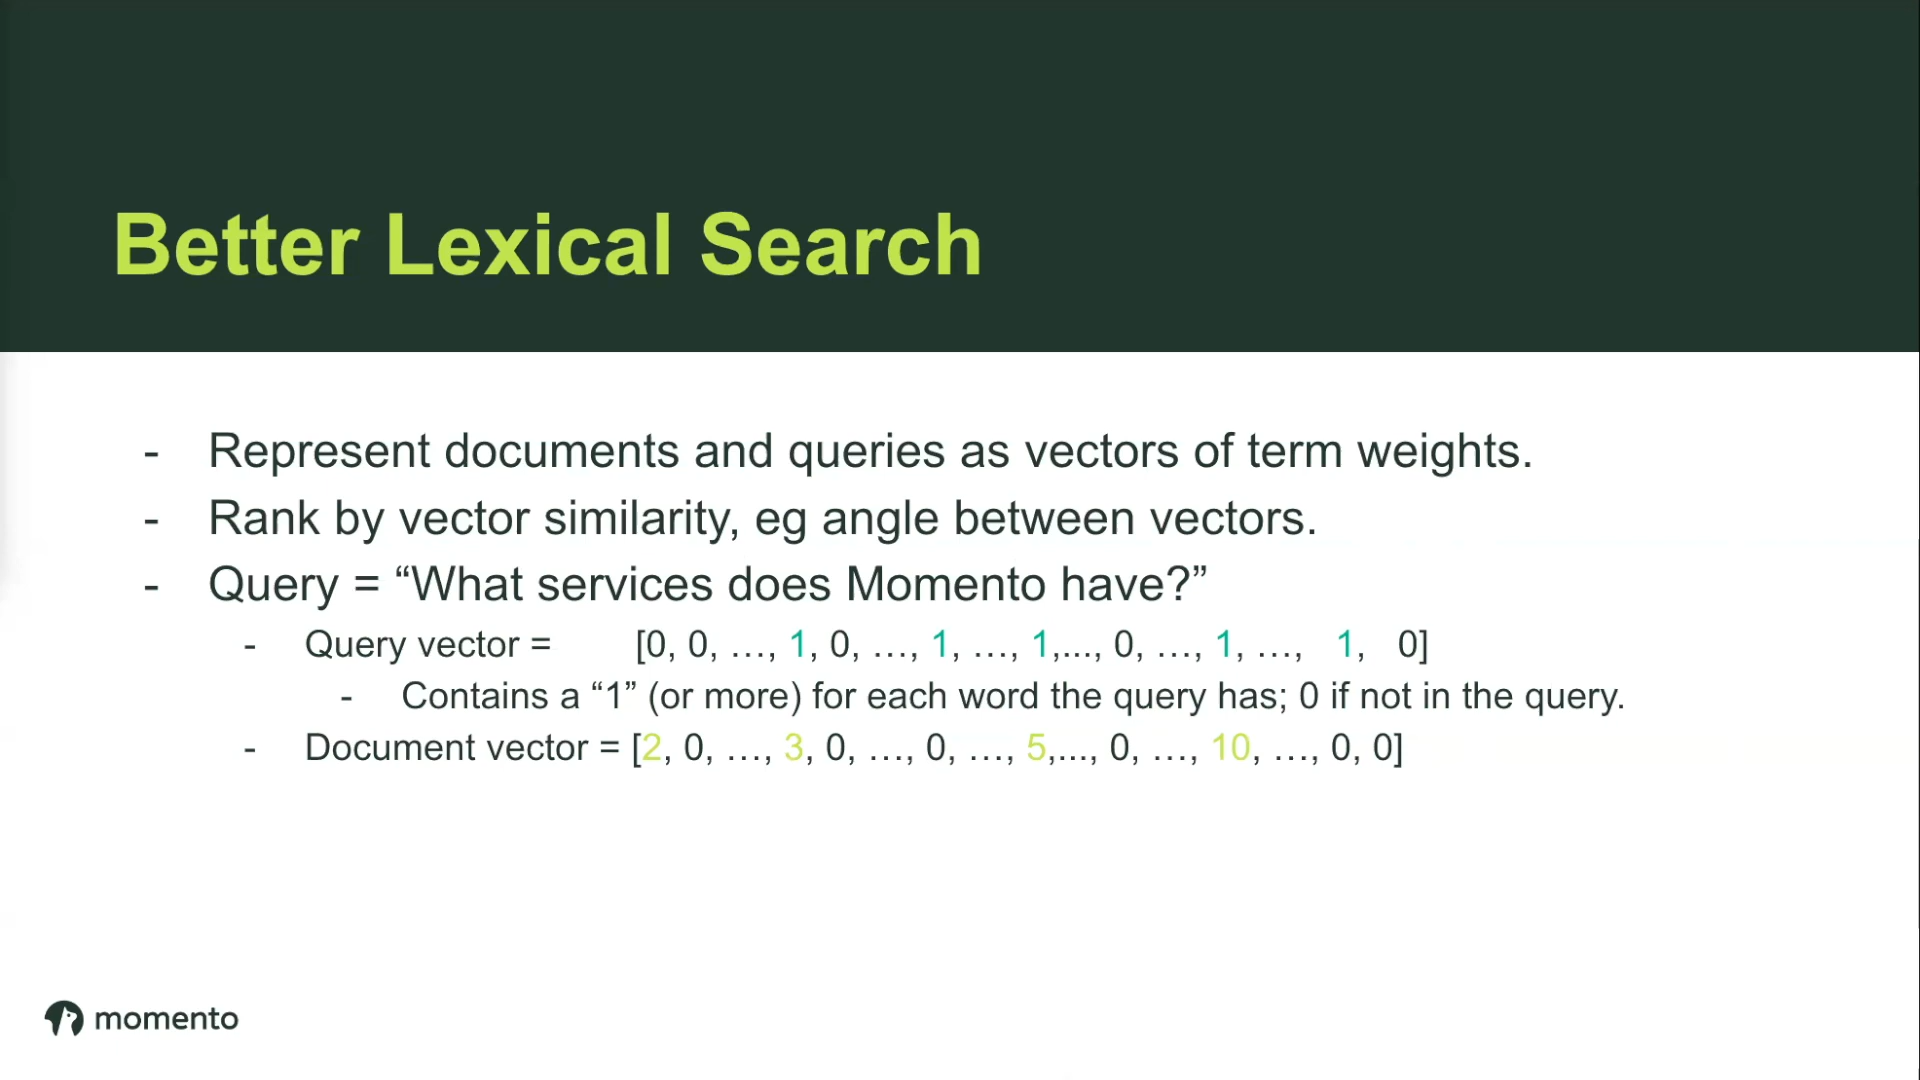 Better Lexical Search
- Represent documents and queries as vectors of term weights.
- Rank by vector similarity, eg angle between vectors.
- Query = “What services does Momento have?”
- Query vector = [0, 0, …, 1, 0, …, 1, …, 1,..., 0, …, 1, …, 1, 0]
- Contains a “1” (or more) for each word the query has; 0 if not in the query.
- Document vector = [2, 0, …, 3, 0, …, 0, …, 5,..., 0, …, 10, …, 0, 0]
momento